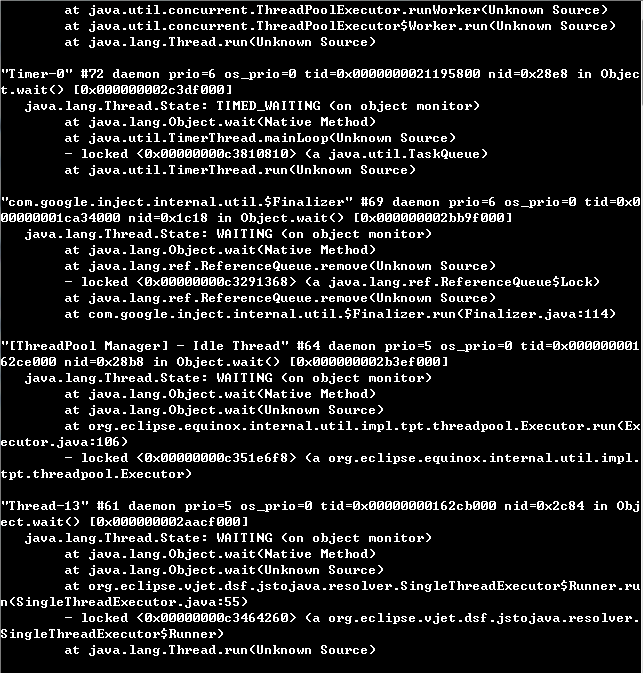 at java.util.concurrent.ThreadPoolExecutor.runWorker(Unknown Source)
at java.util.concurrent.ThreadPoolExecutor$Worker.run(Unknown Source)
at java.lang.Thread.run(Unknown Source)
"Timer-0" #72 daemon prio=6 os_prio=0 tid=0x0000000021195800 nid=0x28e8 in Objec
t.wait() [0x000000002c3df000]
java.lang.Thread.State: TIMED_WAITING (on object monitor)
at java.lang.Object.wait(Native Method)
at java.util.TimerThread.mainLoop(Unknown Source)
- locked <0x00000000c3810810> (a java.util.TaskQueue)
at java.util.TimerThread.run(Unknown Source)
"com.google.inject.internal.util.$Finalizer" #69 daemon prio=6 os_prio=0 tid=0x0
00000001ca34000 nid=0x1c18 in Object.wait() [0x000000002bb9f000]
java.lang.Thread.State: WAITING (on object monitor)
at java.lang.Object.wait(Native Method)
at java.lang.ref.ReferenceQueue.remove(Unknown Source)
- locked <0x00000000c3291368> (a java.lang.ref.ReferenceQueue$Lock)
at java.lang.ref.ReferenceQueue.remove(Unknown Source)
at com.google.inject.internal.util.$Finalizer.run(Finalizer.java:114)
"[ThreadPool Manager] - Idle Thread" #64 daemon prio=5 os_prio=0 tid=0x000000001
62ce000 nid=0x28b8 in Object.wait() [0x000000002b3ef000]
java.lang.Thread.State: WAITING (on object monitor)
at java.lang.Object.wait(Native Method)
at java.lang.Object.wait(Unknown Source)
at org.eclipse.equinox.internal.util.impl.tpt.threadpool.Executor.run(Ex
ecutor.java:106)
- locked <0x00000000c351e6f8> (a org.eclipse.equinox.internal.util.impl.
tpt.threadpool.Executor)
"Thread-13" #61 daemon prio=5 os_prio=0 tid=0x00000000162cb000 nid=0x2c84 in Obj
ect.wait() [0x000000002aacf000]
java.lang.Thread.State: WAITING (on object monitor)
at java.lang.Object.wait(Native Method)
at java.lang.Object.wait(Unknown Source)
at org.eclipse.vjet.dsf.jstojava.resolver.SingleThreadExecutor$Runner.ru
n(SingleThreadExecutor.java:55)
- locked <0x00000000c3464260> (a org.eclipse.vjet.dsf.jstojava.resolver.
SingleThreadExecutor$Runner)
at java.lang.Thread.run(Unknown Source)